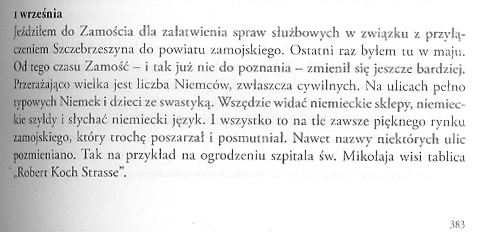 1 września
Jeździłem do Zamościa dla załatwienia spraw służbowych w związku z przyłą-
czeniem Szczebrzeszyna do powiatu zamojskiego. Ostatni raz byłem tu w maju.
Od tego czasu Zamość – i tak już nie do poznania – zmienił się jeszcze bardziej.
Przerażająco wielka jest liczba Niemców, zwłaszcza cywilnych. Na ulicach pełno
typowych Niemek i dzieci ze swastyką. Wszędzie widać niemieckie sklepy, niemiec-
kie szyldy i słychać niemiecki język. I wszystko to na tle zawsze pięknego rynku
zamojskiego, który trochę poszarzał i posmutniał. Nawet nazwy niektórych ulic
pozmieniano. Tak na przykład na ogrodzeniu szpitala św. Mikołaja wisi tablica
„Robert Koch Strasse”.
383